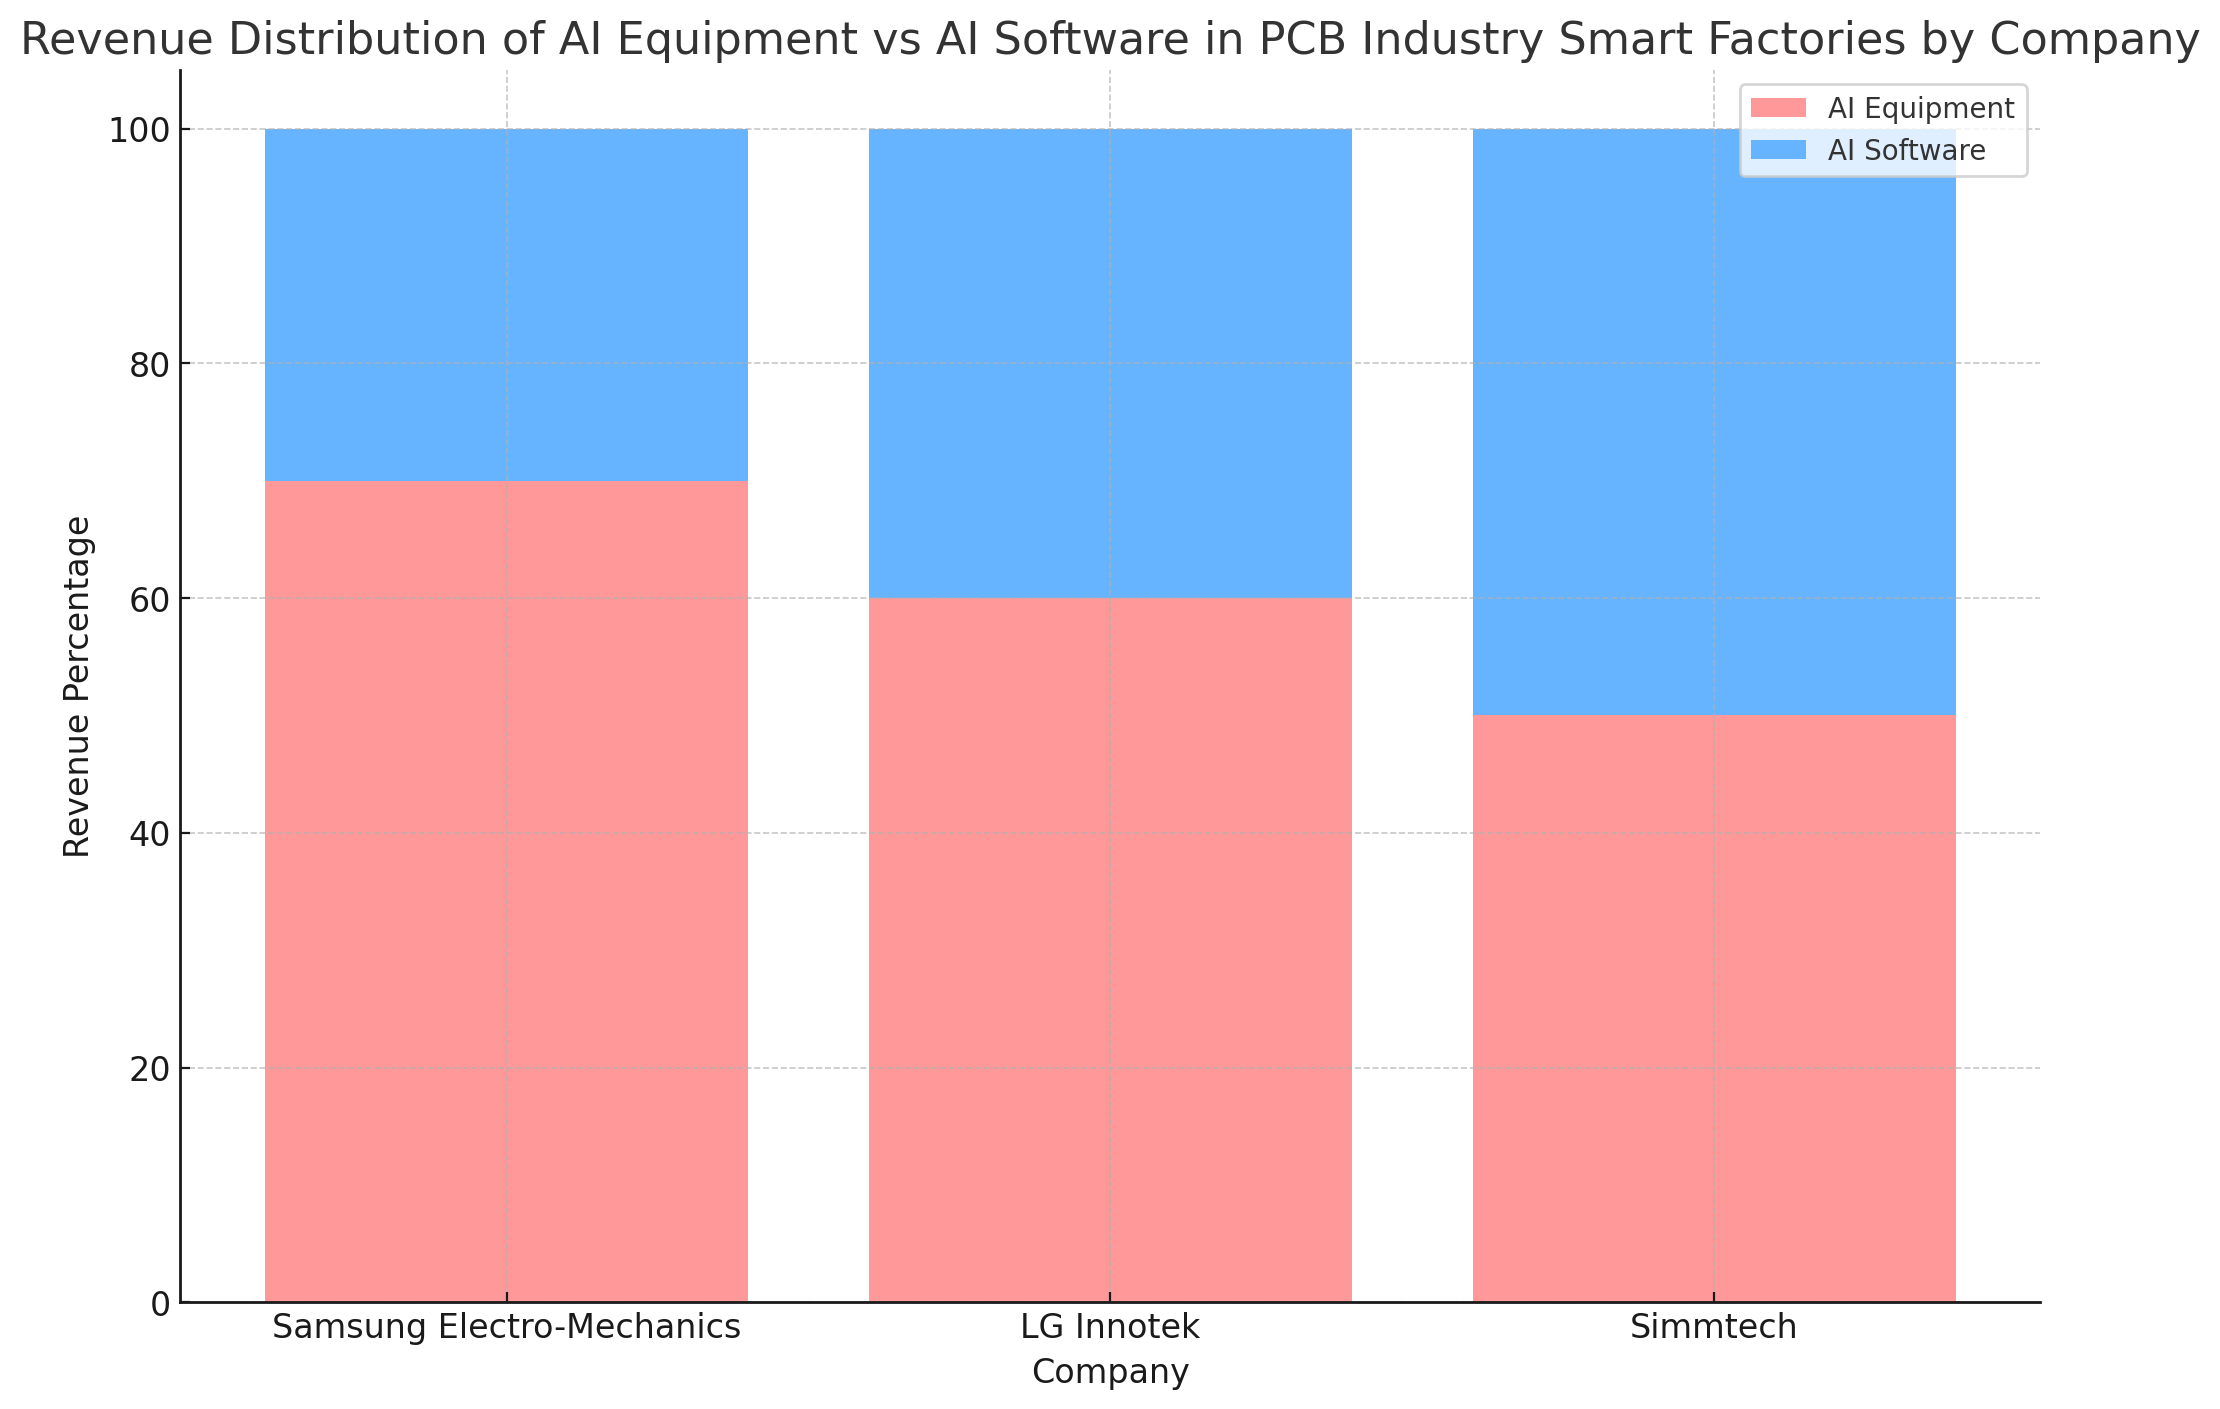 Revenue Distribution of AI Equipment vs AI Software in PCB Industry Smart Factories by Company
AI Equipment
AI Software
100
80
60
40
20
0
Revenue Percentage
Samsung Electro-Mechanics
LG Innotek
Simmtech
Company